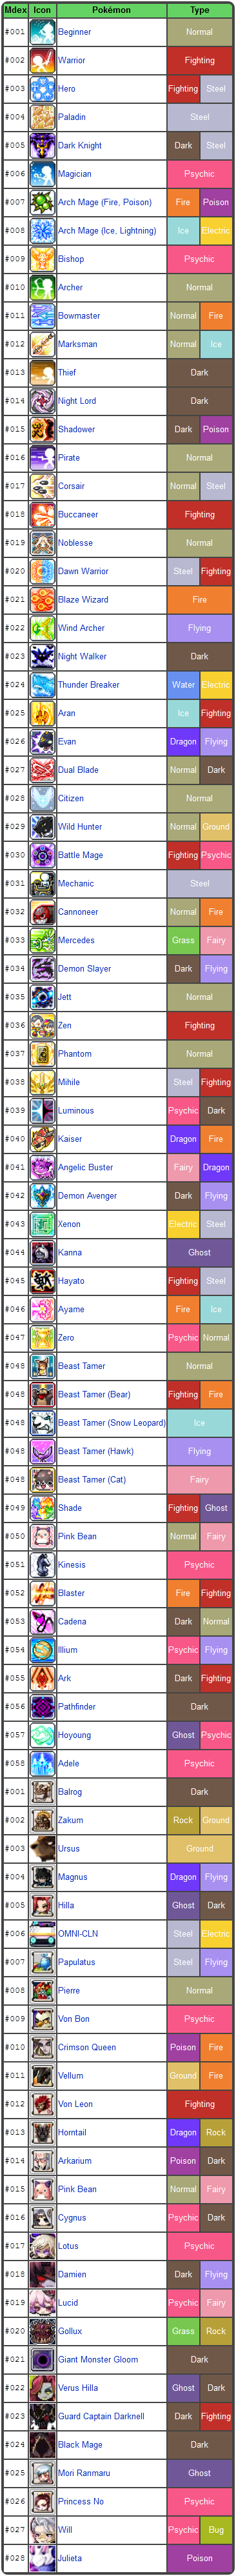 Mdex Icon Pokémon Type
#001 Beginner Normal
#002 Warrior Fighting
#003 Hero Fighting Steel
#004 Paladin Steel
#005 Dark Knight Dark Steel
#006 Magician Psychic
#007 Arch Mage (Fire, Poison) Fire Poison
#008 Arch Mage (Ice, Lightning) Ice Electric
#009 Bishop Psychic
#010 Archer Normal
#011 Bowmaster Normal Fire
#012 Marksman Normal Ice
#013 Thief Dark
#014 Night Lord Dark
#015 Shadower Dark Poison
#016 Pirate Normal
#017 Corsair Normal Steel
#018 Buccaneer Fighting
#019 Noblesse Normal
#020 Dawn Warrior Steel Fighting
#021 Blaze Wizard Fire
#022 Wind Archer Flying
#023 Night Walker Dark
#024 Thunder Breaker Water Electric
#025 Aran Ice Fighting
#026 Evan Dragon Flying
#027 Dual Blade Normal Dark
#028 Citizen Normal
#029 Wild Hunter Normal Ground
#030 Battle Mage Fighting Psychic
#031 Mechanic Steel
#032 Cannoneer Normal Fire
#033 Mercedes Grass Fairy
#034 Demon Slayer Dark Flying
#035 Jett Normal
#036 Zen Fighting
#037 Phantom Normal
#038 Mihile Steel Fighting
#039 Luminous Psychic Dark
#040 Kaiser Dragon Fire
#041 Angelic Buster Fairy Dragon
#042 Demon Avenger Dark Flying
#043 Xenon Electric Steel
#044 Kanna Ghost
#045 Hayato Fighting Steel
#046 Ayame Fire Ice
#047 Zero Psychic Normal
#048 Beast Tamer Normal
#048 Beast Tamer (Bear) Fighting Fire
#048 Beast Tamer (Snow Leopard) Ice
#048 Beast Tamer (Hawk) Flying
#048 Beast Tamer (Cat) Fairy
#049 Shade Fighting Ghost
#050 Pink Bean Normal Fairy
#051 Kinesis Psychic
#052 Blaster Fire Fighting
#053 Cadena Dark Normal
#054 Illium Psychic Flying
#055 Ark Dark Fighting
#056 Pathfinder Dark
#057 Hoyoung Ghost Psychic
#058 Adele Psychic
#001 Balrog Dark
#002 Zakum Rock Ground
#003 Ursus Ground
#004 Magnus Dragon Flying
#005 Hilla Ghost Dark
#006 OMNI-CLN Steel Electric
#007 Papulatus Steel Flying
#008 Pierre Normal
#009 Von Bon Psychic
#010 Crimson Queen Poison Fire
#011 Vellum Ground Fire
#012 Von Leon Fighting
#013 Horntail Dragon Rock
#014 Arkarium Poison Dark
#015 Pink Bean Normal Fairy
#016 Cygnus Psychic Dark
#017 Lotus Psychic
#018 Damien Dark Flying
#019 Lucid Psychic Fairy
#020 Gollux Grass Rock
#021 Giant Monster Gloom Dark
#022 Verus Hilla Ghost Dark
#023 Guard Captain Darknell Dark Fighting
#024 Black Mage Dark
#025 Mori Ranmaru Ghost
#026 Princess No Psychic
#027 Will Psychic Bug
#028 Julieta Poison